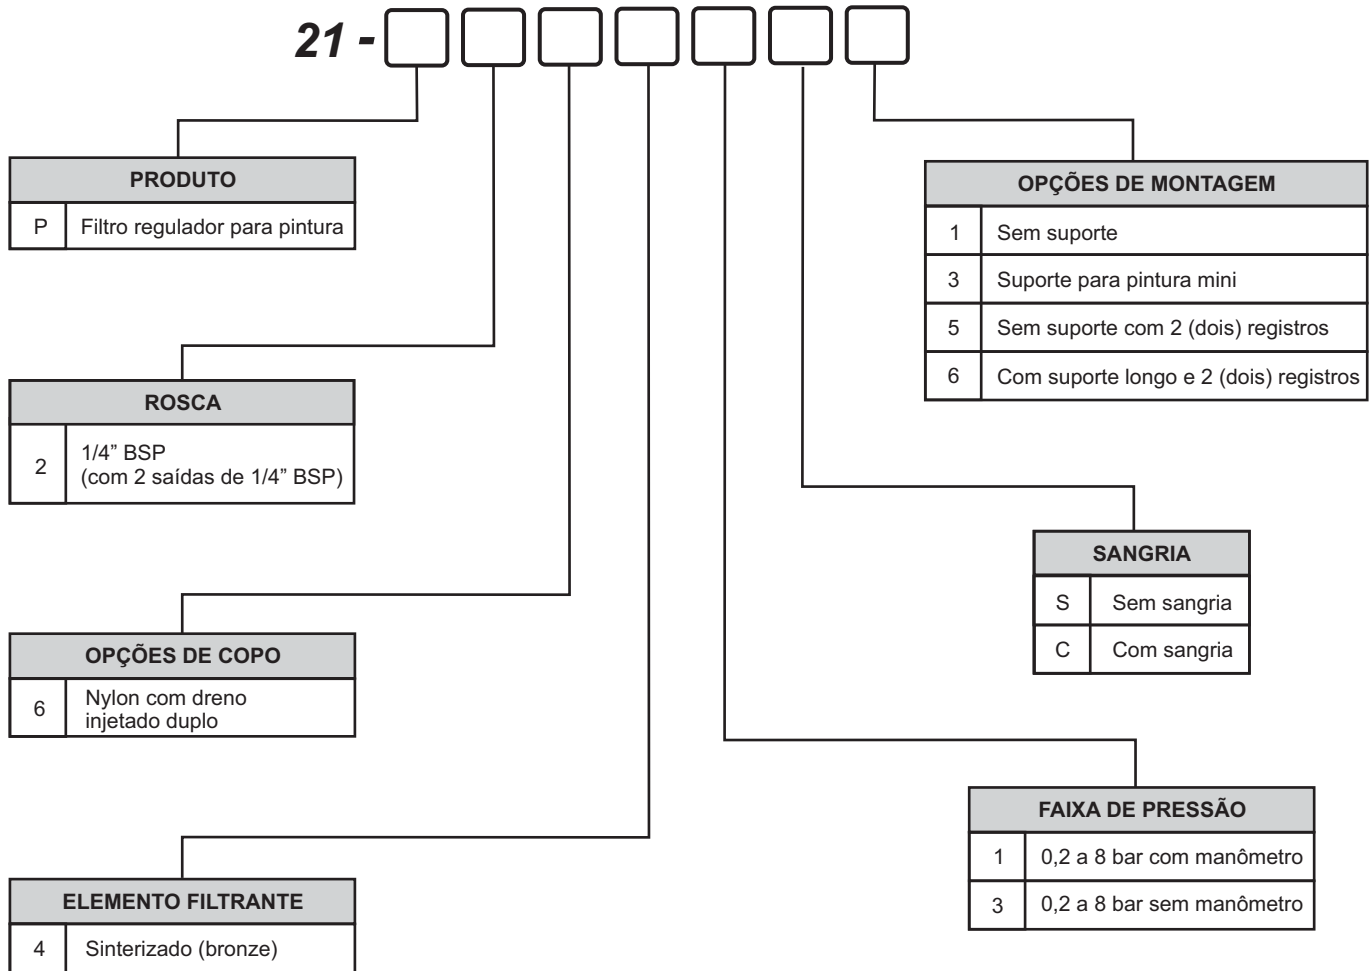 21 -
PRODUTO
P Filtro regulador para pintura
ROSCA
2 1/4” BSP
(com 2 saídas de 1/4” BSP)
OPÇÕES DE COPO
6 Nylon com dreno
injetado duplo
ELEMENTO FILTRANTE
4 Sinterizado (bronze)
OPÇÕES DE MONTAGEM
1 Sem suporte
3 Suporte para pintura mini
5 Sem suporte com 2 (dois) registros
6 Com suporte longo e 2 (dois) registros
SANGRIA
S Sem sangria
C Com sangria
FAIXA DE PRESSÃO
1 0,2 a 8 bar com manômetro
3 0,2 a 8 bar sem manômetro